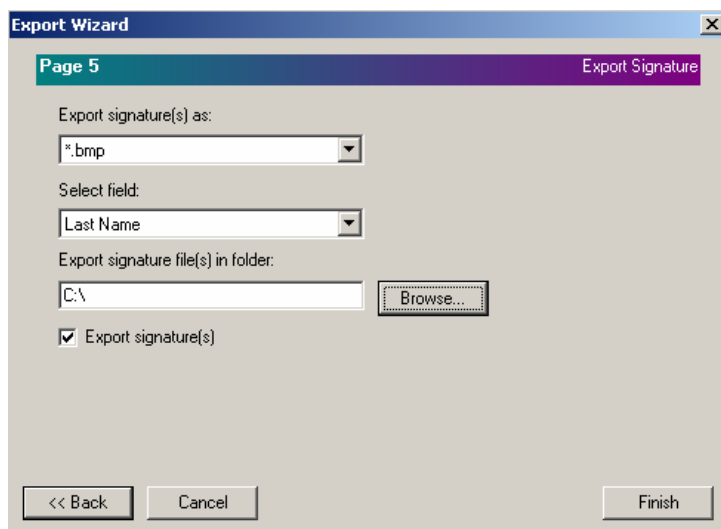 Export Wizard
Page 5 Export Signature
Export signature(s) as:
*.bmp
Select field:
Last Name
Export signature file(s) in folder:
C:\ Browse...
Export signature(s)
<< Back Cancel Finish